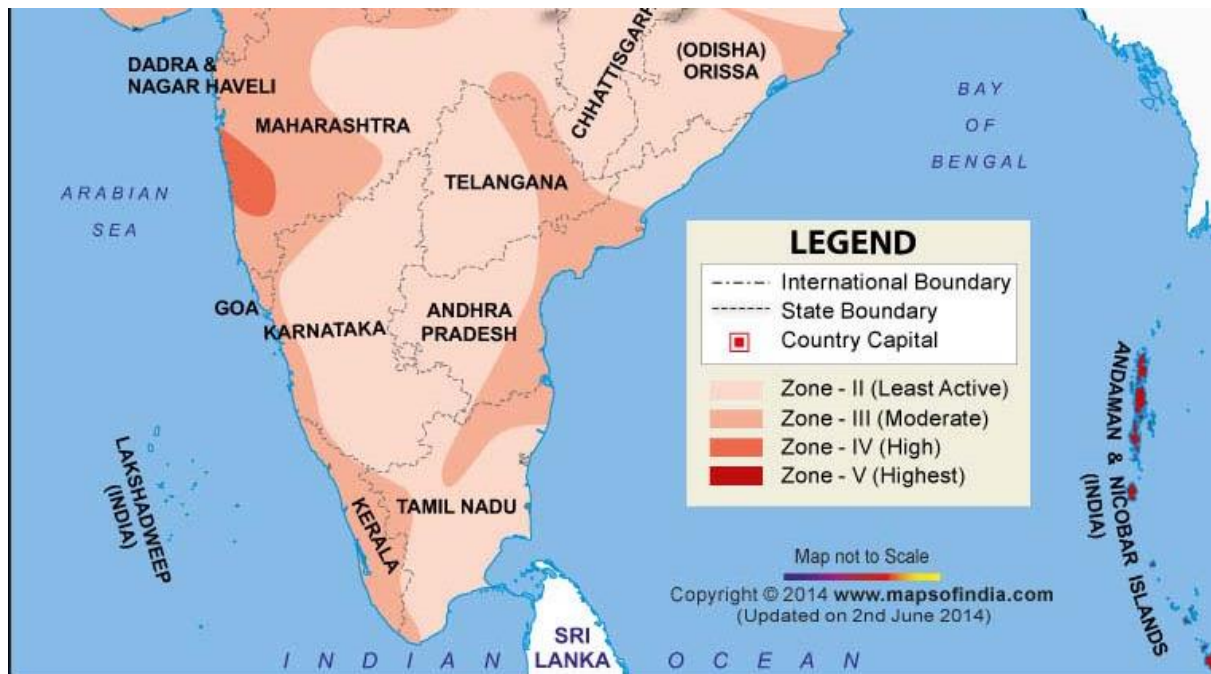 DADRA &
NAGAR HAVELI
MAHARASHTRA
CHHATTISGARH
(ODISHA)
ORISSA
BAY
OF
BENGAL
ARABIAN
SEA
TELANGANA
GOA
KARNATAKA
ANDHRA
PRADESH
LAKSHADWEEP
(INDIA)
KERALA
TAMIL NADU
LEGEND
International Boundary
State Boundary
Country Capital
Zone - II (Least Active)
Zone - III (Moderate)
Zone - IV (High)
Zone - V (Highest)
ANDAMAN & NICOBAR ISLANDS
(INDIA)
Map not to Scale
Copyright © 2014 www.mapsofindia.com
(Updated on 2nd June 2014)
SRI
LANKA
INDIAN OCEAN